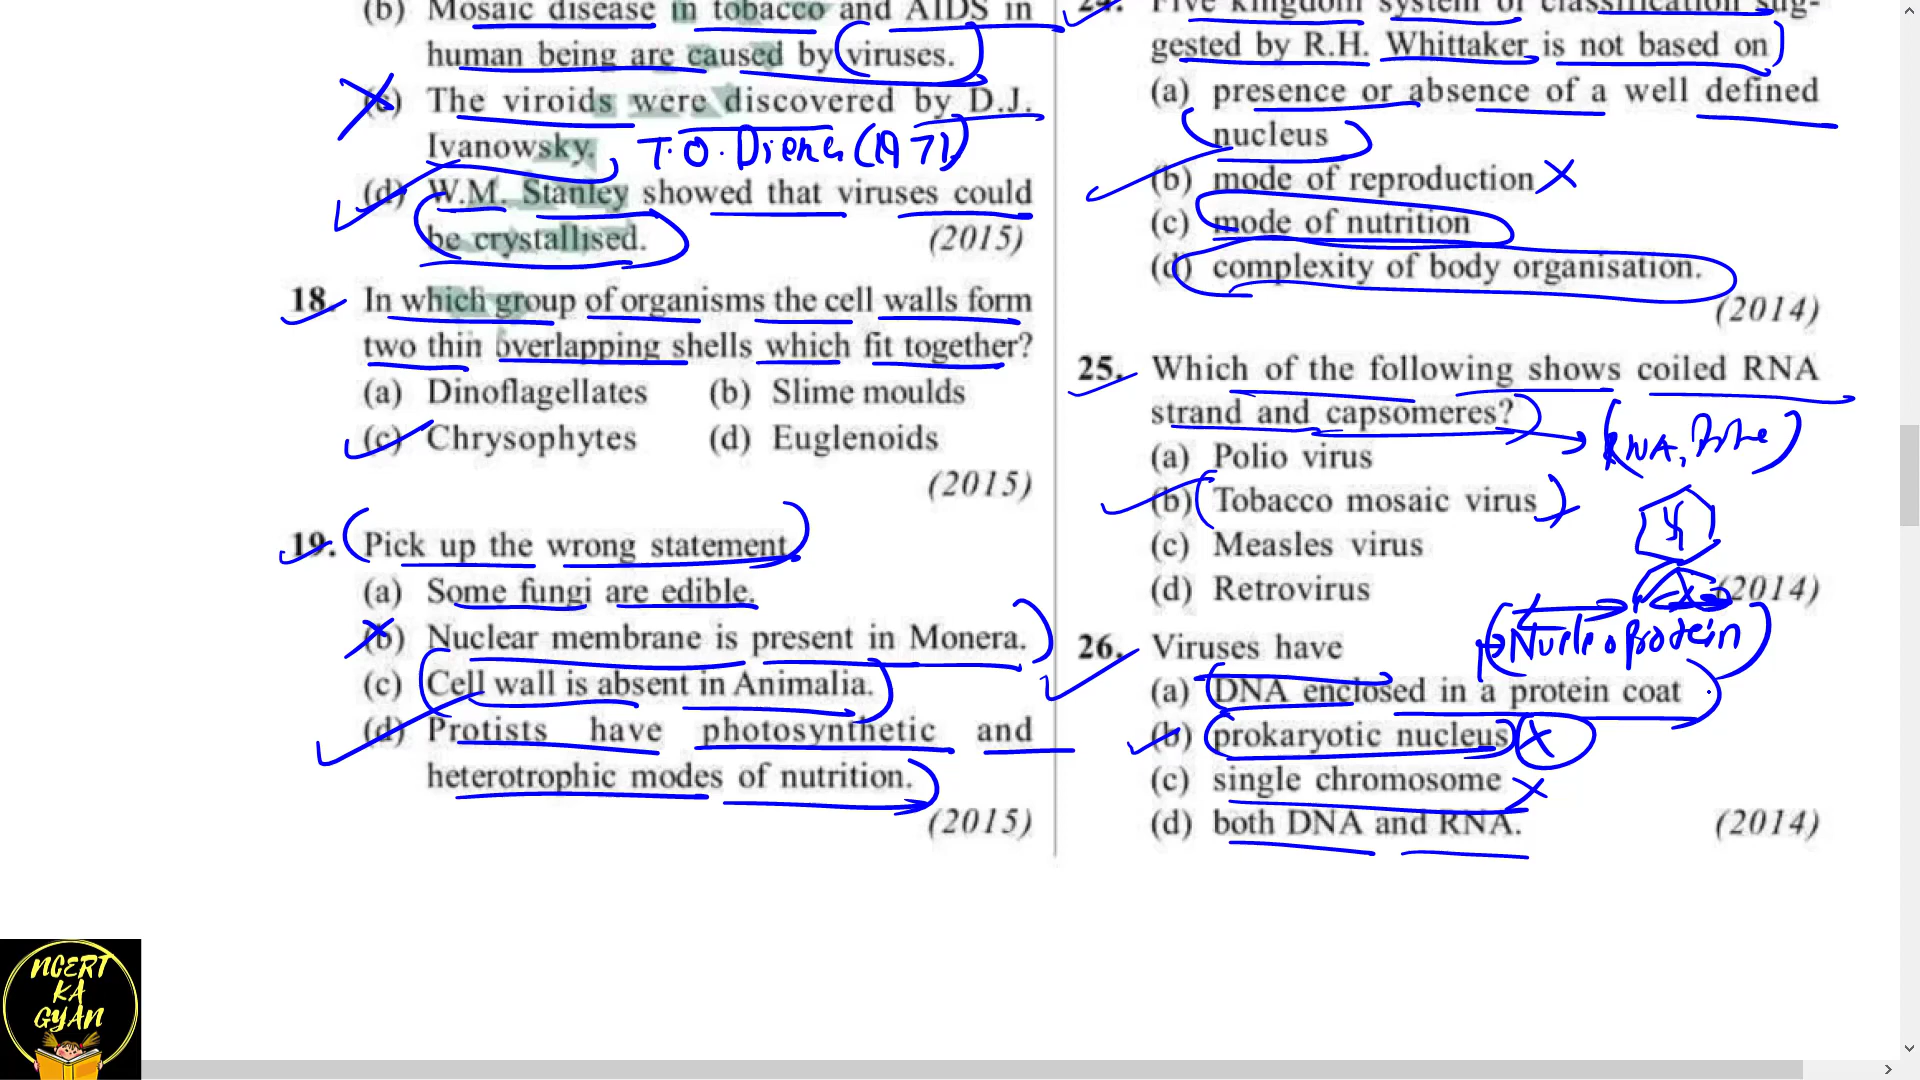 (b) Mosaic disease in tobacco and AIDS in
human being are caused by viruses.
(c) The viroids were discovered by D.J.
Ivanowsky. T.O. Diener (1971)
(d) W.M. Stanley showed that viruses could
be crystallised. (2015)
18. In which group of organisms the cell walls form
two thin overlapping shells which fit together?
(a) Dinoflagellates (b) Slime moulds
(c) Chrysophytes (d) Euglenoids
(2015)
19. Pick up the wrong statement.
(a) Some fungi are edible.
(b) Nuclear membrane is present in Monera.
(c) Cell wall is absent in Animalia.
(d) Protists have photosynthetic and
heterotrophic modes of nutrition.
(2015)
24. Five kingdom system of classification sug-
gested by R.H. Whittaker is not based on
(a) presence or absence of a well defined
nucleus
(b) mode of reproduction
(c) mode of nutrition
(d) complexity of body organisation.
(2014)
25. Which of the following shows coiled RNA
strand and capsomeres?
RNA,
(a) Polio virus
(b) Tobacco mosaic virus
(c) Measles virus
(d) Retrovirus (2014)
Nucleoprotein
26. Viruses have
(a) DNA enclosed in a protein coat
(b) prokaryotic nucleus
(c) single chromosome
(d) both DNA and RNA. (2014)
NCERT
KA
GYAN